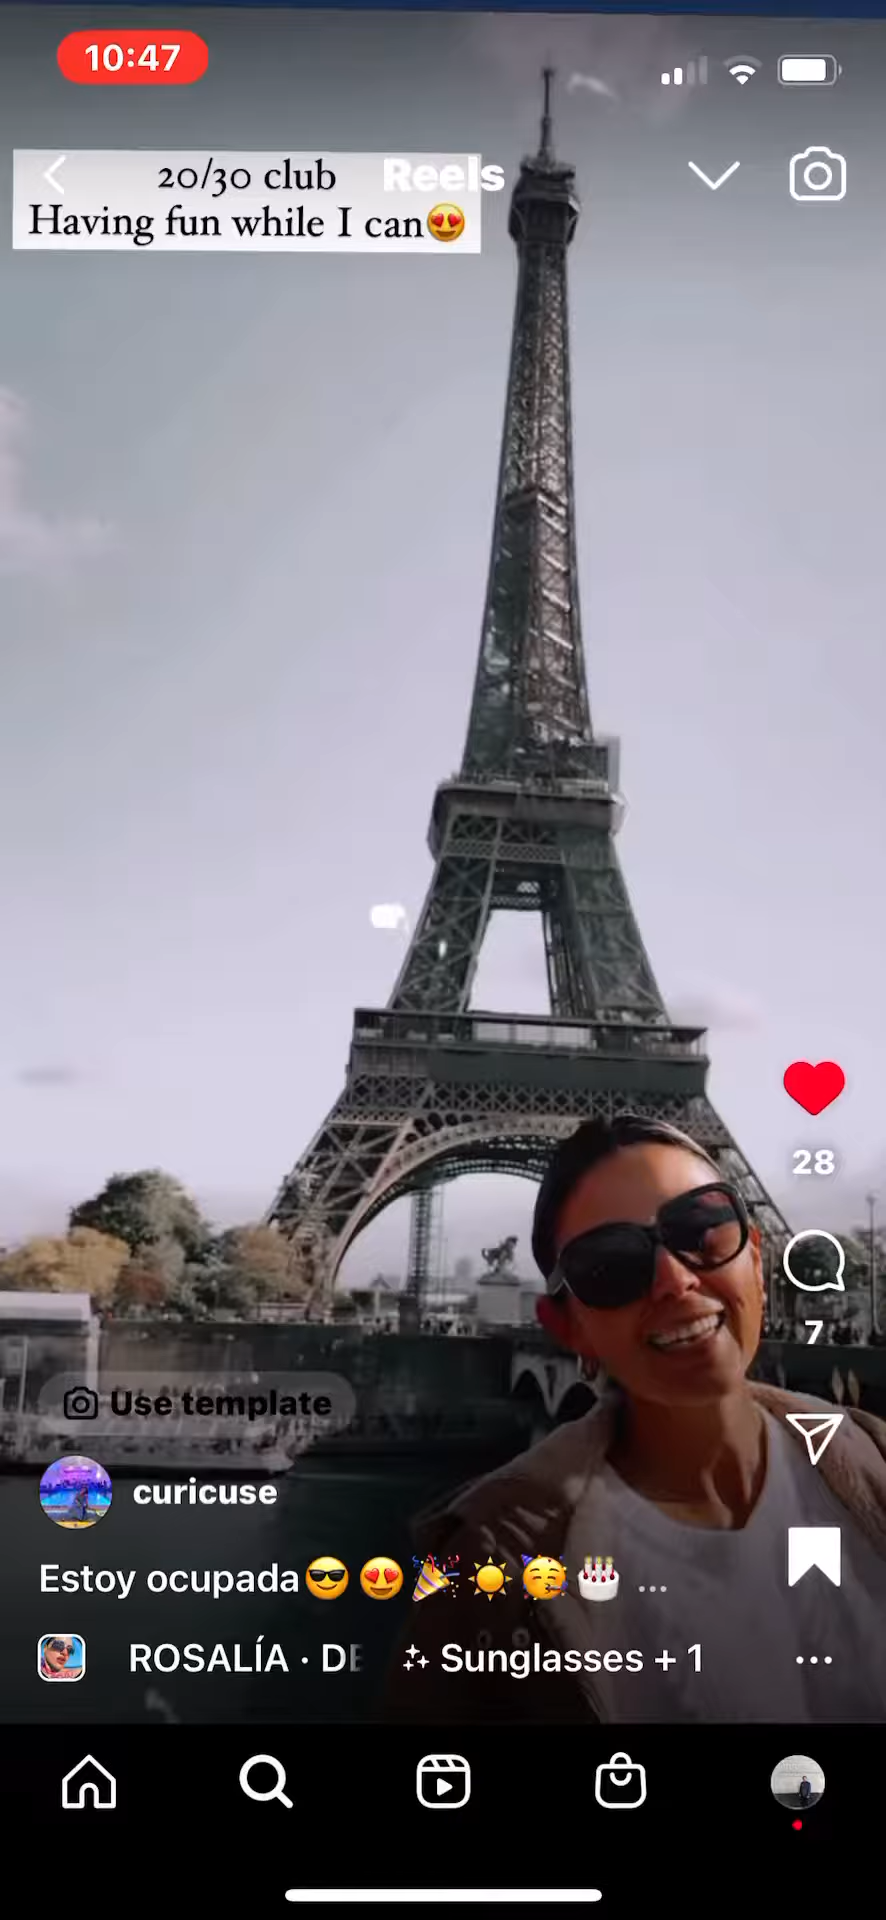 10:47
20/30 club
Having fun while I can😍
Reels
28
7
Use template
curicuse
Estoy ocupada😎😍🎉☀️🥳🎂 ...
ROSALÍA · DE
Sunglasses + 1